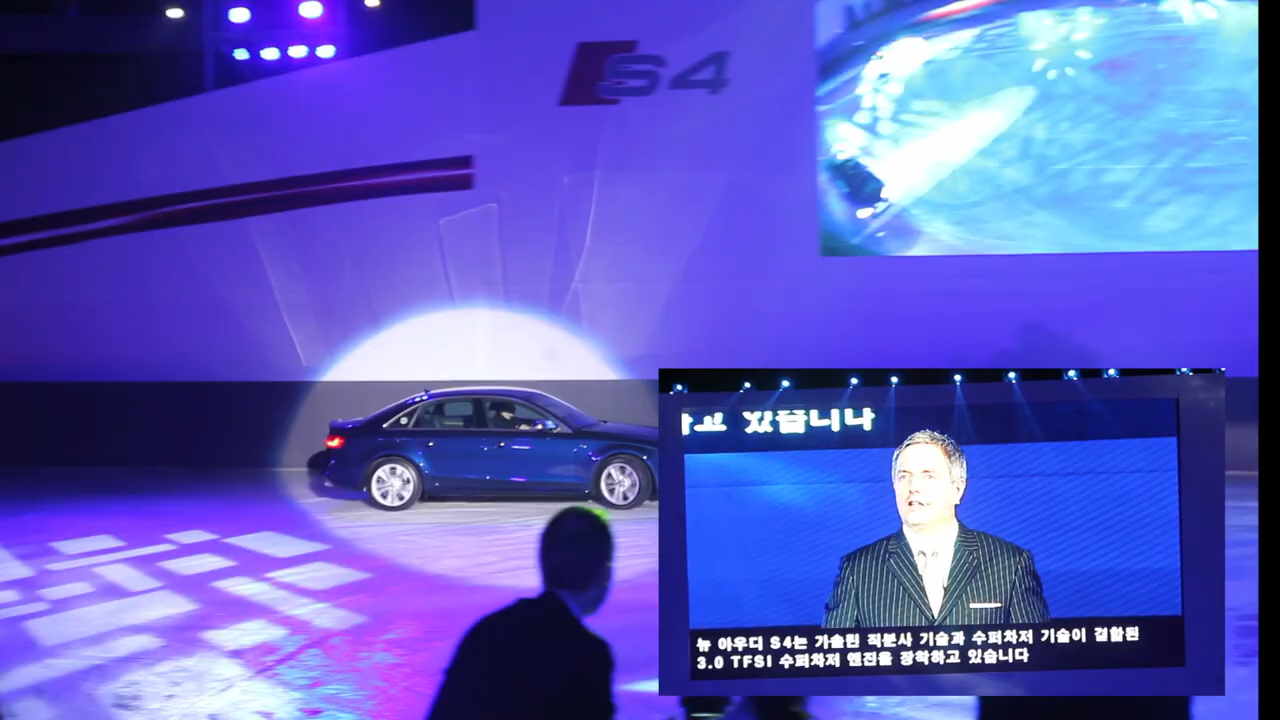 S4
고 있습니다
뉴 아우디 S4는 가솔린 직분사 기술과 수퍼차저 기술이 결합된
3.0 TFSI 수퍼차저 엔진을 장착하고 있습니다